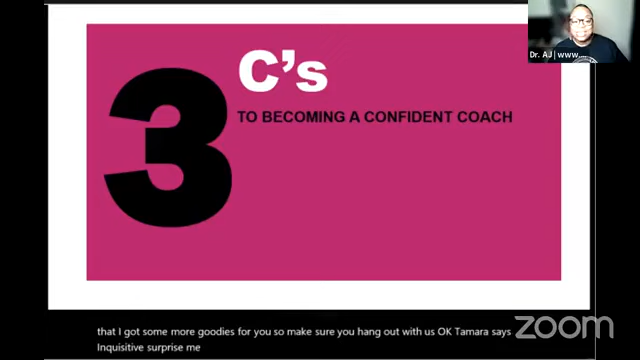 Dr. AJ | www....
3
C's
TO BECOMING A CONFIDENT COACH
that I got some more goodies for you so make sure you hang out with us OK Tamara says
Inquisitive surprise me
zoom